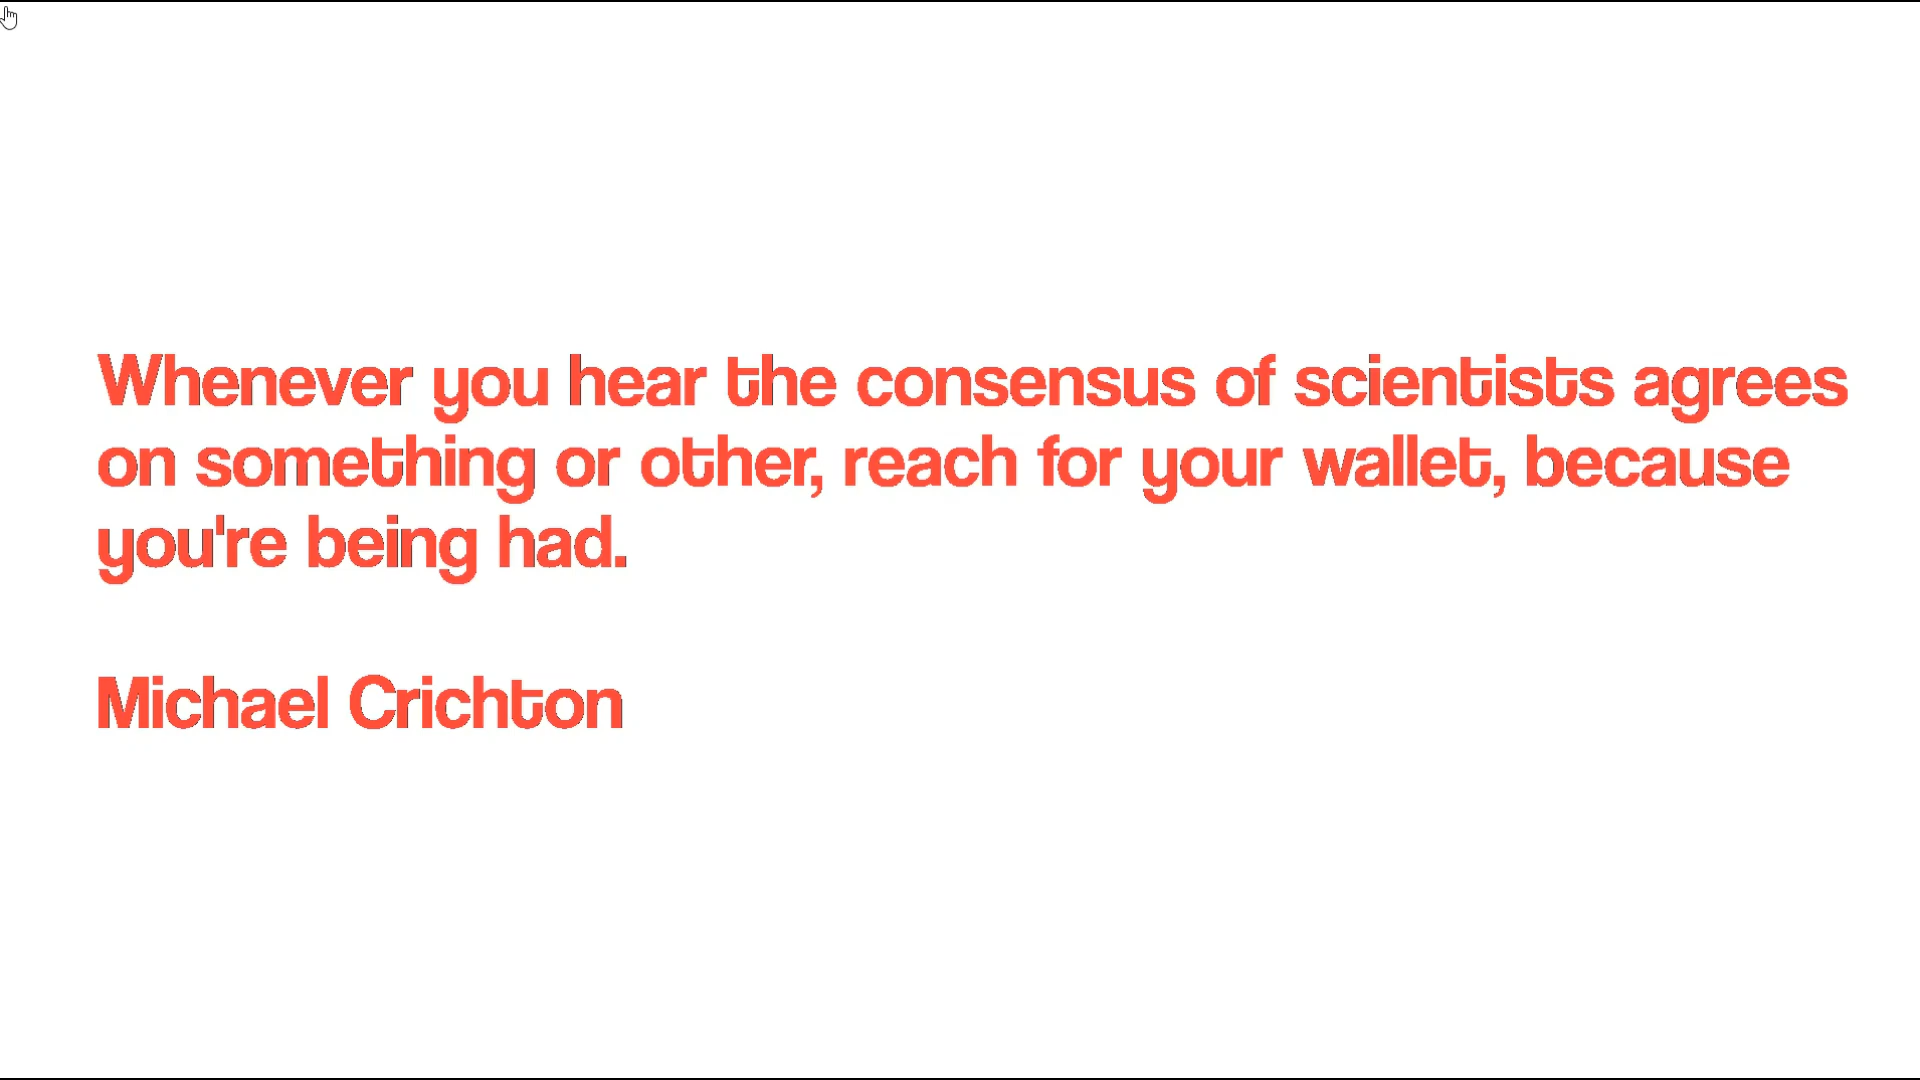 Whenever you hear the consensus of scientists agrees
on something or other, reach for your wallet, because
you're being had.
Michael Crichton